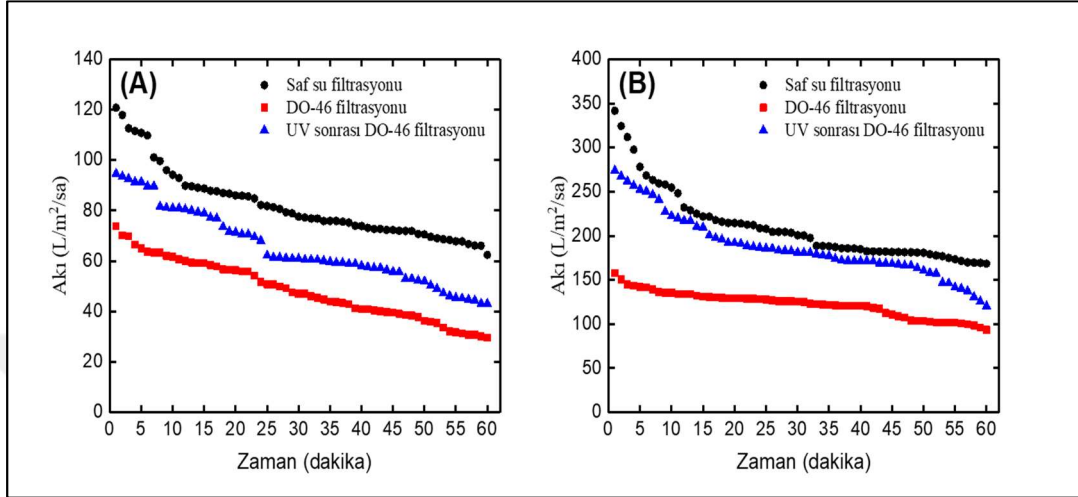 (A)
Saf su filtrasyonu
DO-46 filtrasyonu
UV sonrası DO-46 filtrasyonu
Akı (L/m²/sa)
140
120
100
80
60
40
20
0
0 5 10 15 20 25 30 35 40 45 50 55 60
Zaman (dakika)
(B)
Saf su filtrasyonu
DO-46 filtrasyonu
UV sonrası DO-46 filtrasyonu
Akı (L/m²/sa)
400
350
300
250
200
150
100
50
0
0 5 10 15 20 25 30 35 40 45 50 55 60
Zaman (dakika)